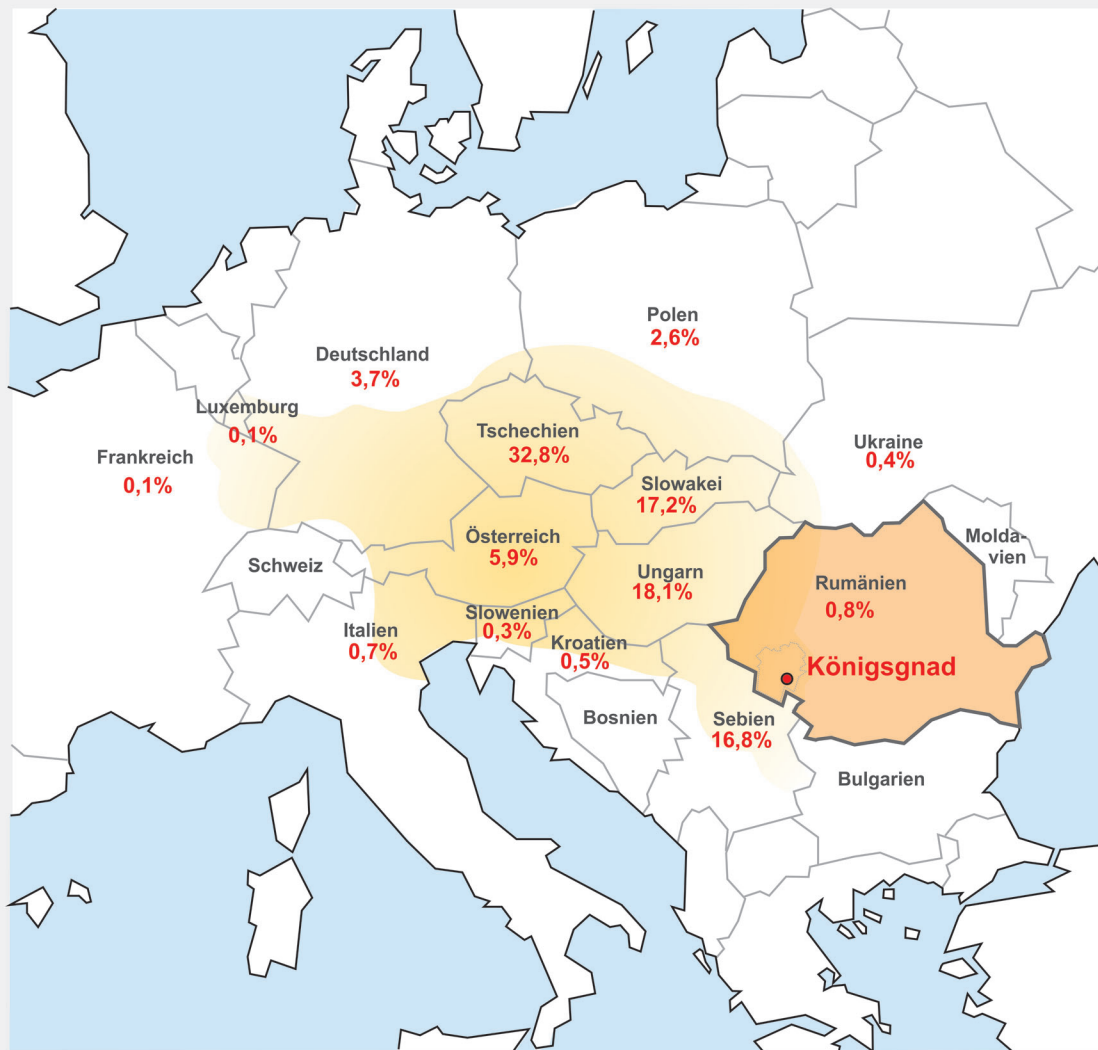 Polen
2,6%
Deutschland
3,7%
Luxemburg
0,1%
Tschechien
32,8%
Frankreich
0,1%
Ukraine
0,4%
Slowakei
17,2%
Österreich
5,9%
Schweiz
Molda-
vien
Ungarn
18,1%
Rumänien
0,8%
Slowenien
0,3%
Italien
0,7%
Kroatien
0,5%
Königsgnad
Bosnien
Sebien
16,8%
Bulgarien